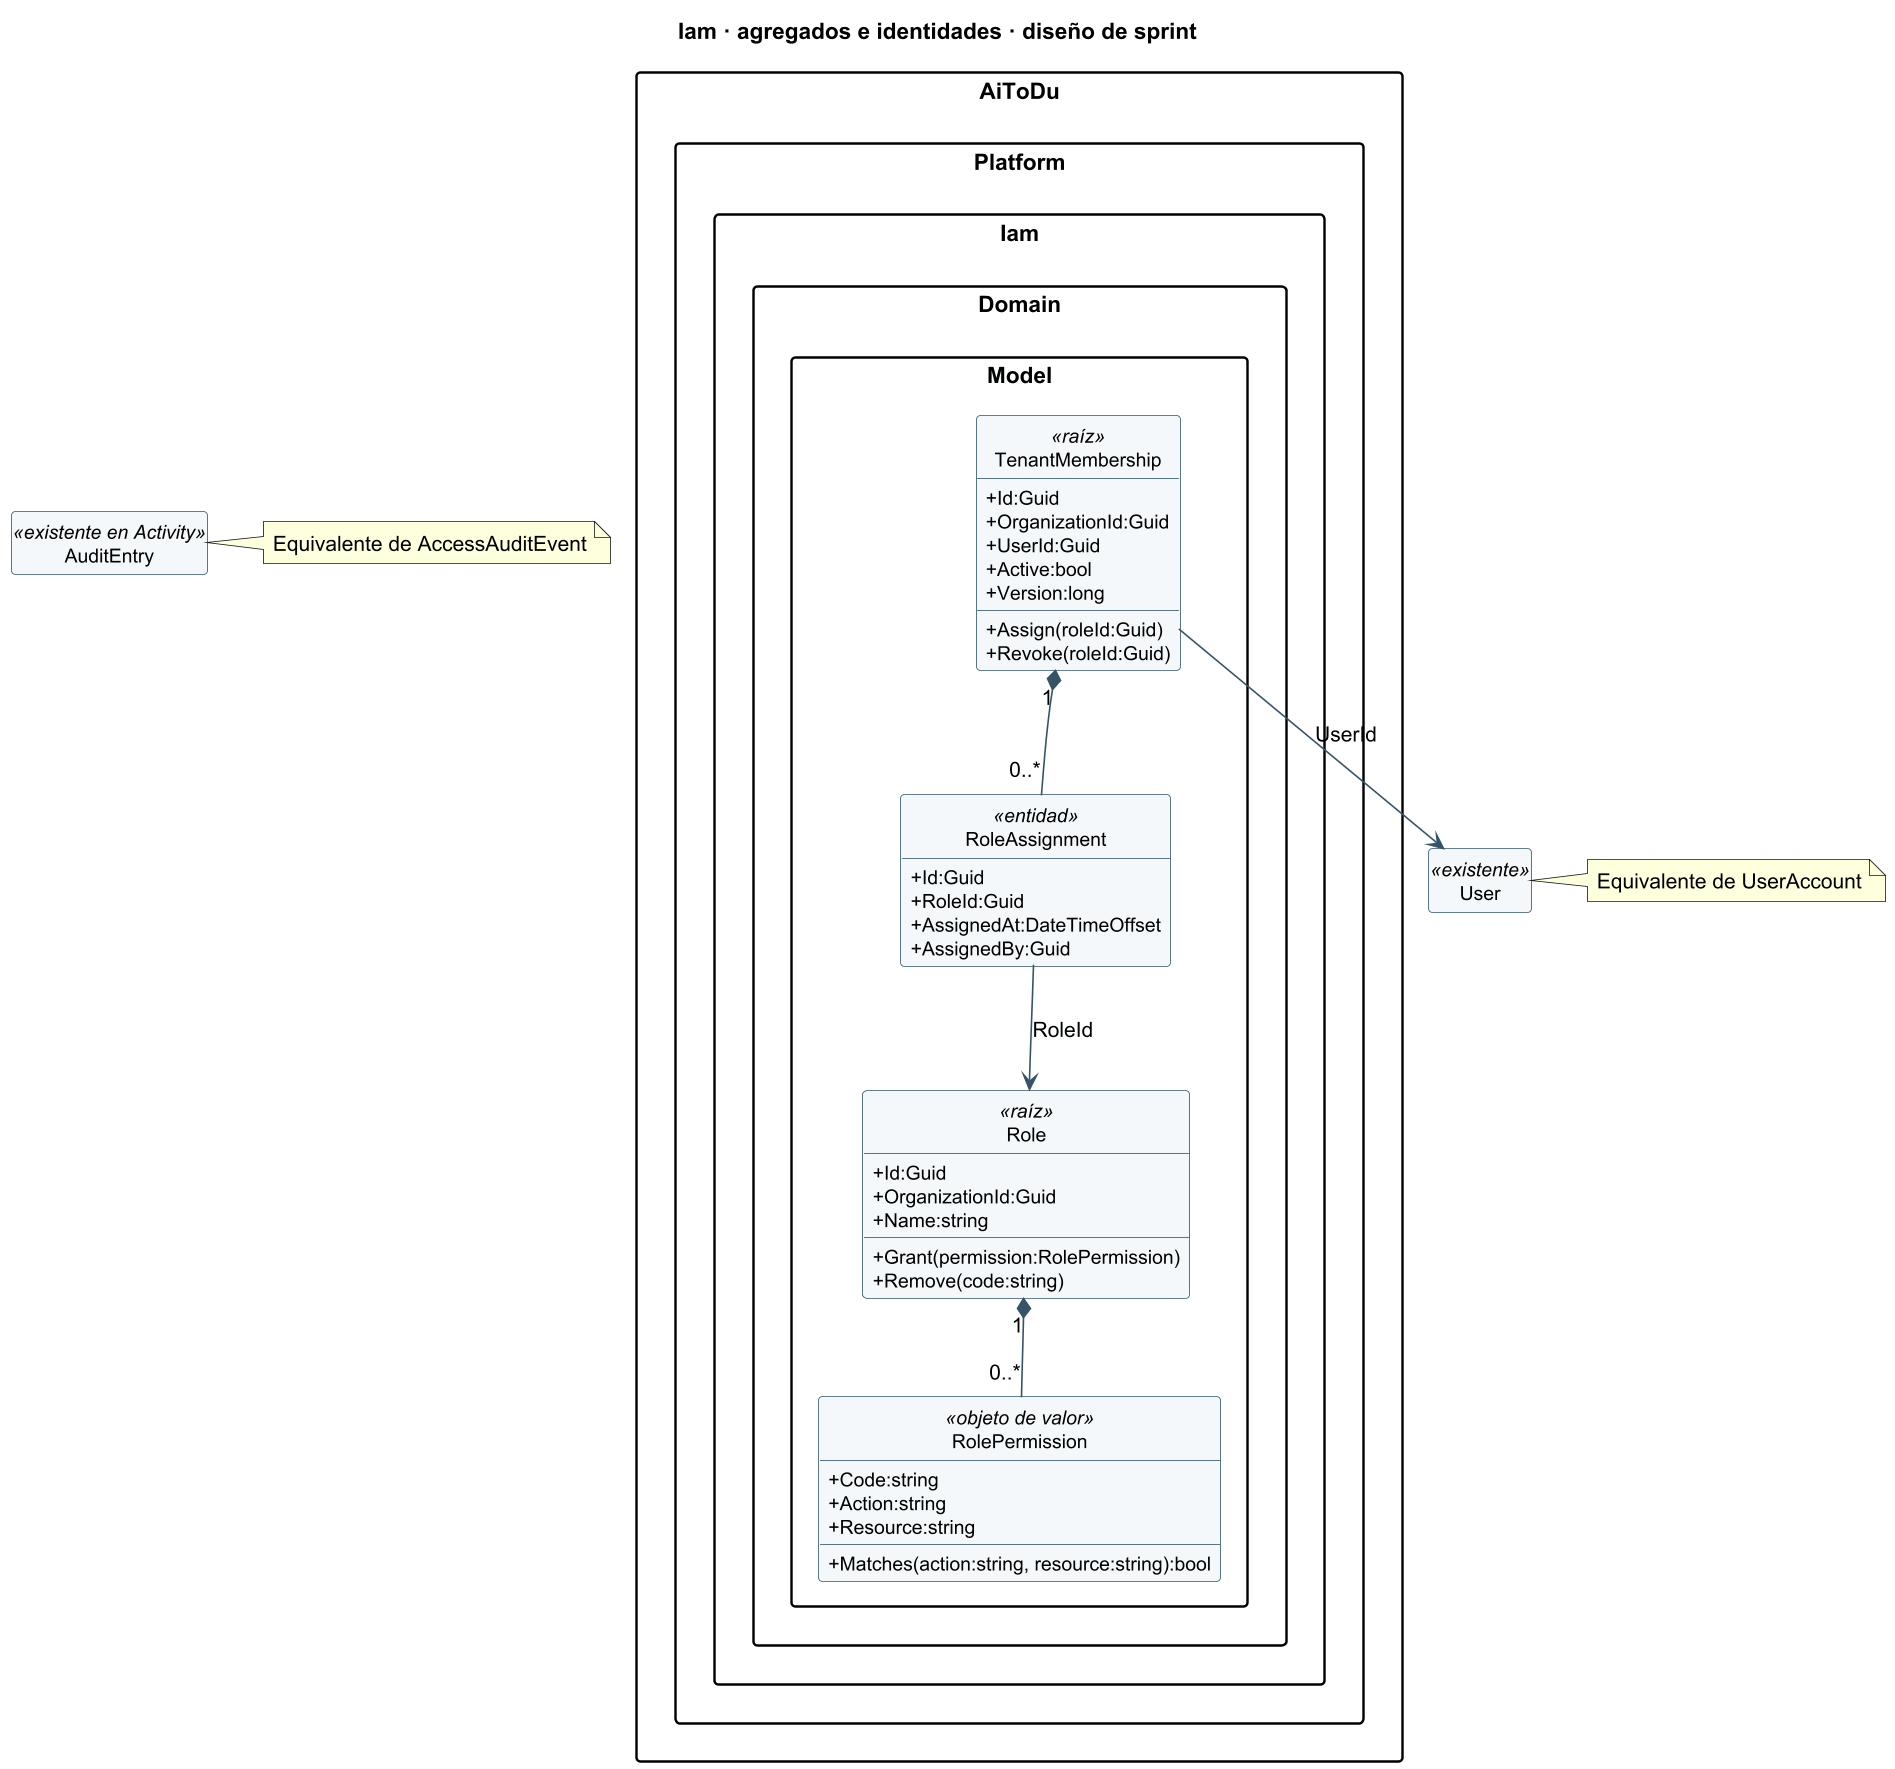 Iam · agregados e identidades · diseño de sprint
AiToDu
Platform
Iam
Domain
Model
«raíz»
TenantMembership
+Id:Guid
+OrganizationId:Guid
+UserId:Guid
+Active:bool
+Version:long
+Assign(roleId:Guid)
+Revoke(roleId:Guid)
«existente en Activity»
AuditEntry
Equivalente de AccessAuditEvent
1
UserId
0..*
«entidad»
RoleAssignment
+Id:Guid
+RoleId:Guid
+AssignedAt:DateTimeOffset
+AssignedBy:Guid
«existente»
User
Equivalente de UserAccount
RoleId
«raíz»
Role
+Id:Guid
+OrganizationId:Guid
+Name:string
+Grant(permission:RolePermission)
+Remove(code:string)
1
0..*
«objeto de valor»
RolePermission
+Code:string
+Action:string
+Resource:string
+Matches(action:string, resource:string):bool